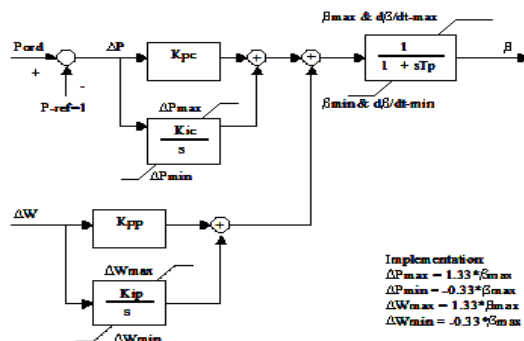 βmax & dβ/dt-max
Pord
ΔP
Kpc
1
1 + sTp
β
+
-
P-ref=1
βmin & dβ/dt-min
ΔPmax
Kic
s
ΔPmin
ΔW
Kpp
ΔWmax
Kip
s
ΔWmin
+
+
+
Implementation:
ΔPmax = 1.33*βmax
ΔPmin = -0.33*βmax
ΔWmax = 1.33*βmax
ΔWmin = -0.33*βmax